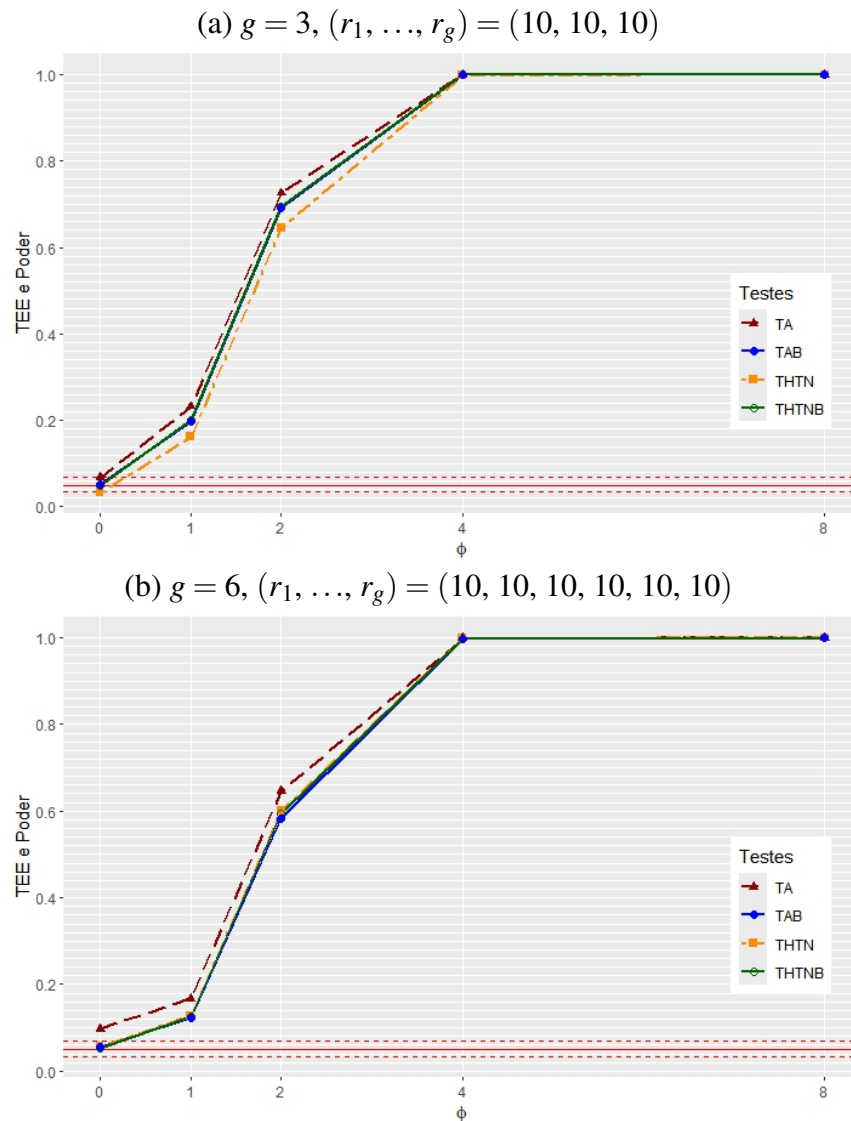 (a) g = 3, (r₁, …, r_g) = (10, 10, 10)
1.0
0.8
0.6
0.4
0.2
0.0
TEE e Poder
Testes
TA
TAB
THTN
THTNB
0 1 2 4 8
ϕ
(b) g = 6, (r₁, …, r_g) = (10, 10, 10, 10, 10, 10)
1.0
0.8
0.6
0.4
0.2
0.0
TEE e Poder
Testes
TA
TAB
THTN
THTNB
0 1 2 4 8
ϕ